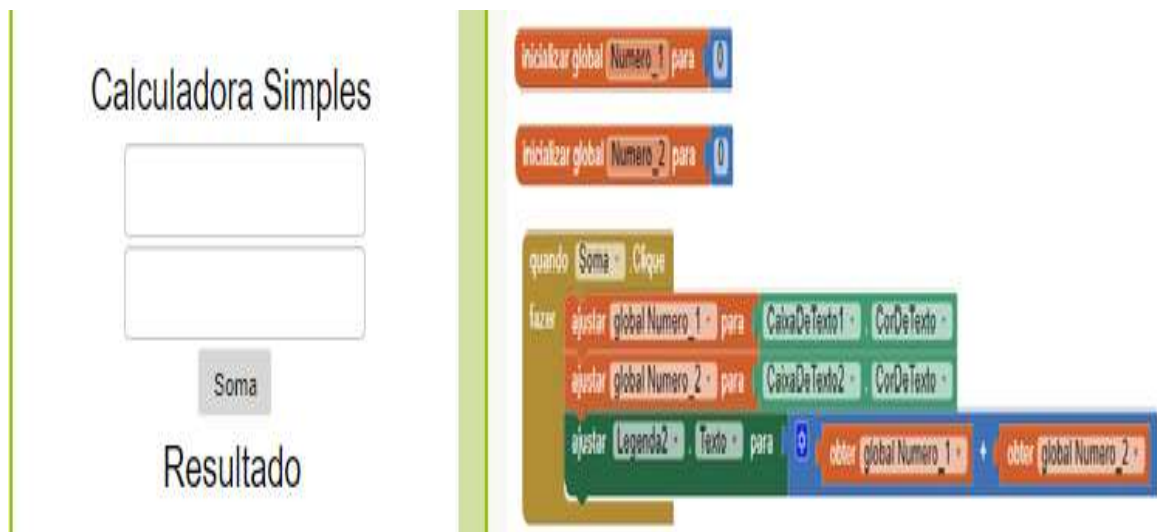 Calculadora Simples
Soma
Resultado
inicializar global Numero_1 para 0
inicializar global Numero_2 para 0
quando Soma .Clique
fazer ajustar global Numero_1 para CaixaDeTexto1 . CorDeTexto
ajustar global Numero_2 para CaixaDeTexto2 . CorDeTexto
ajustar Legenda2 . Texto para obter global Numero_1 + obter global Numero_2